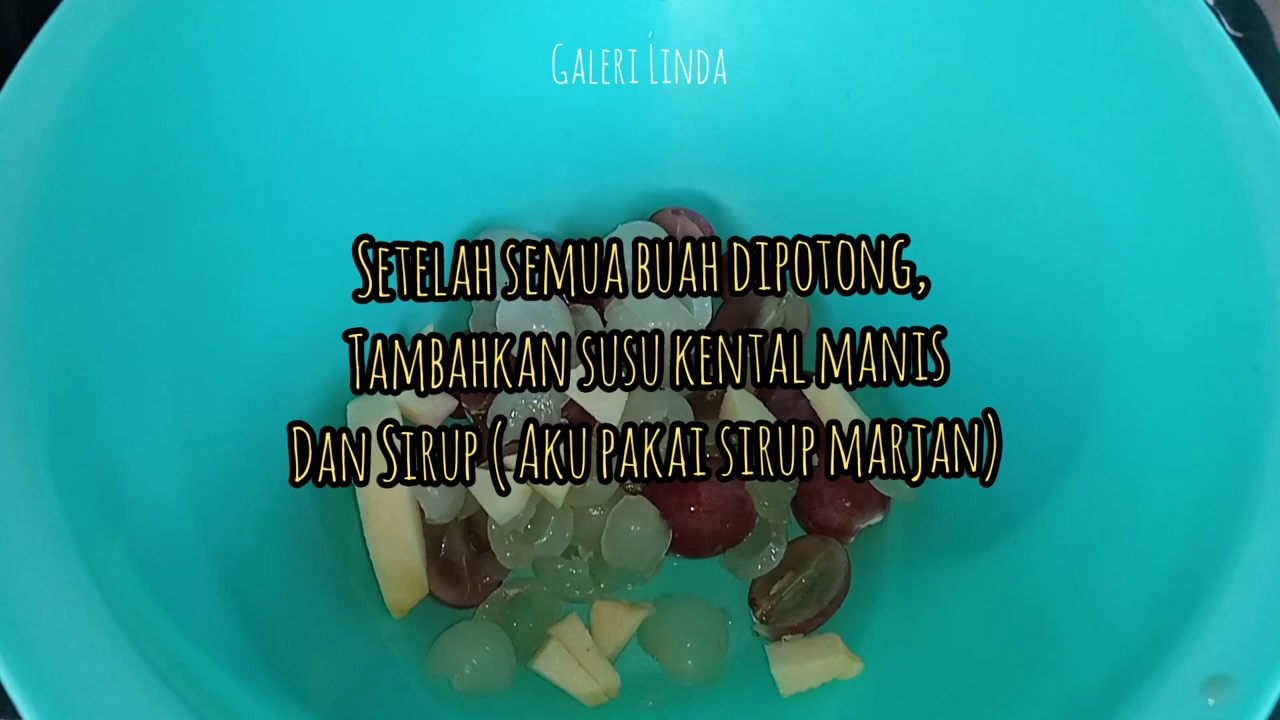 Galeri Linda
Setelah semua buah dipotong,
Tambahkan susu kental manis
Dan Sirup ( Aku pakai sirup marjan)